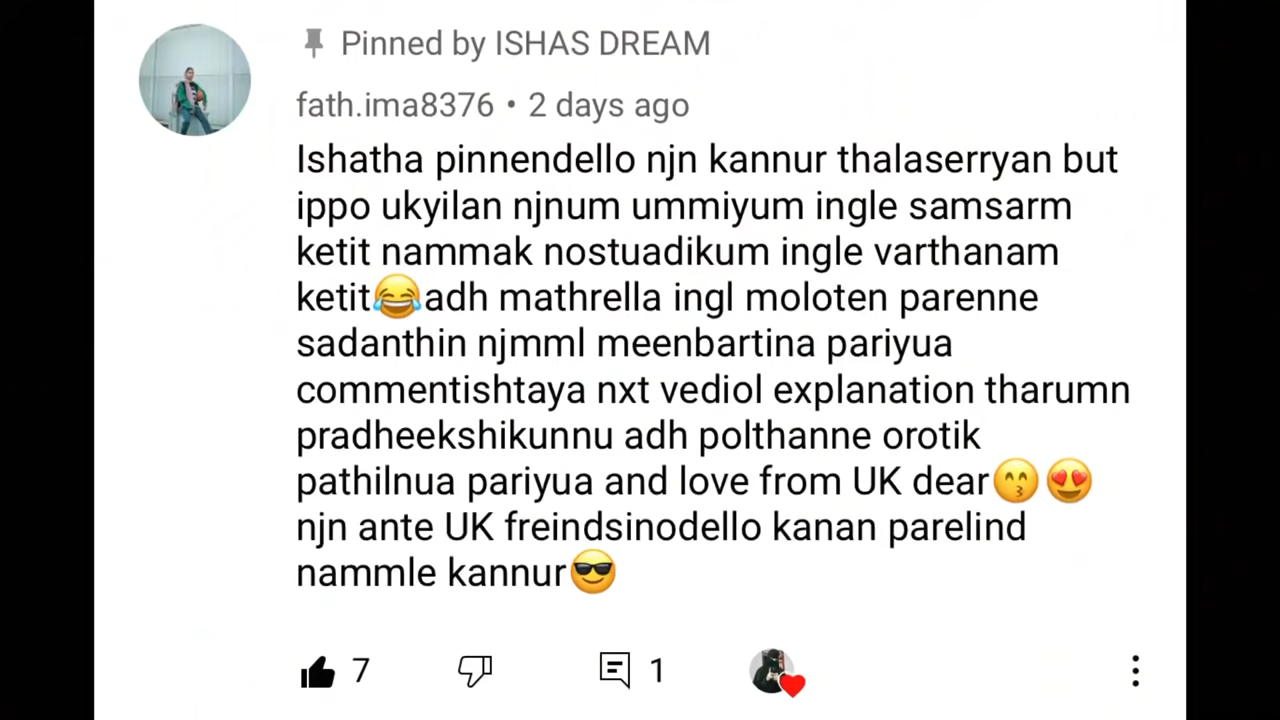 Pinned by ISHAS DREAM
fath.ima8376 • 2 days ago
Ishatha pinnendello njn kannur thalaserryan but
ippo ukyilan njnum ummiyum ingle samsarm
ketit nammak nostuadikum ingle varthanam
ketit😂adh mathrella ingl moloten parenne
sadanthin njmml meenbartina pariyua
commentishtaya nxt vediol explanation tharumn
pradheekshikunnu adh polthanne orotik
pathilnua pariyua and love from UK dear😙😍
njn ante UK freindsinodello kanan parelind
nammle kannur😎
7 1